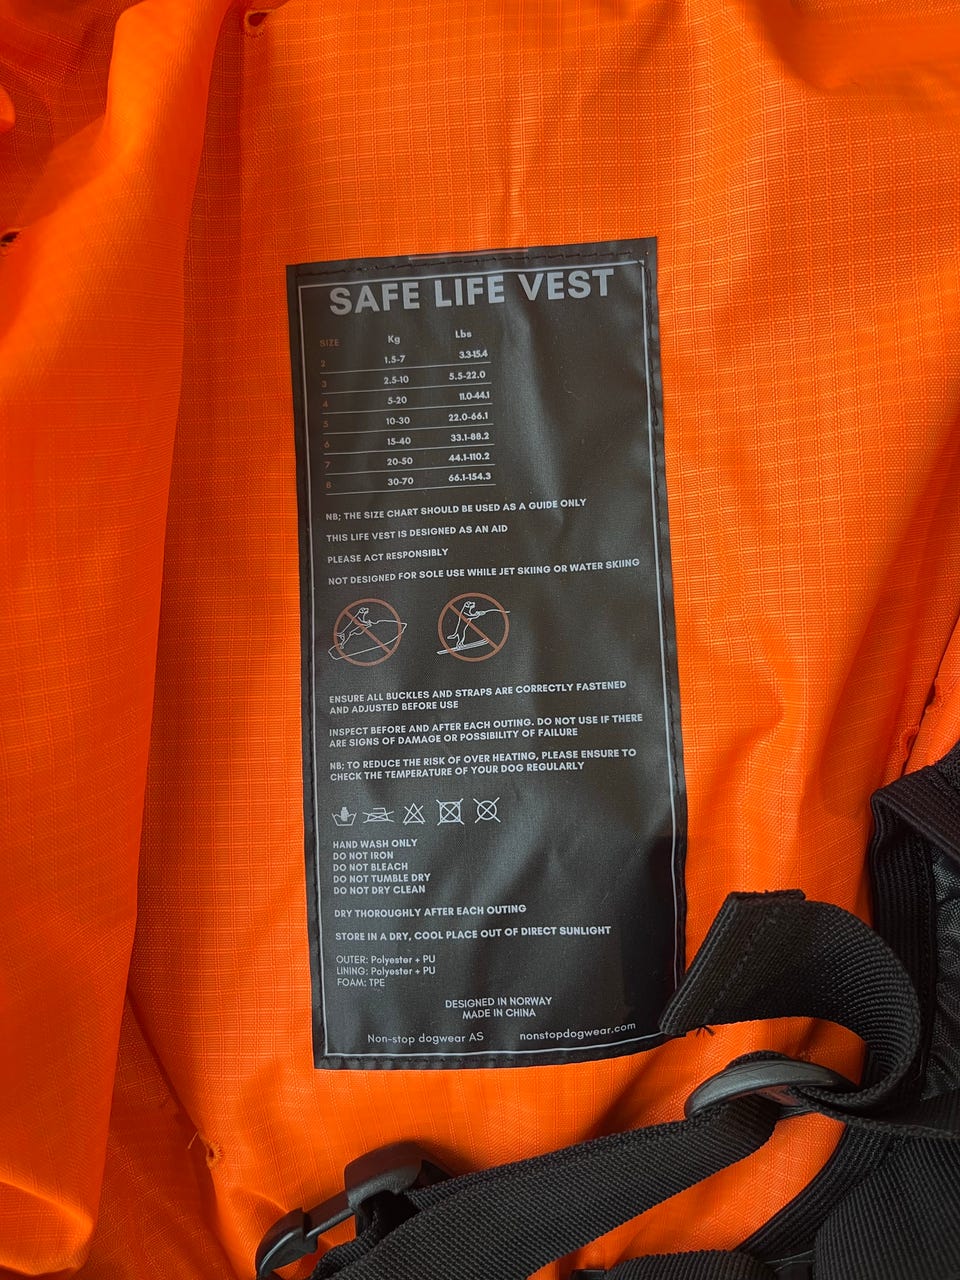 SAFE LIFE VEST
SIZE Kg Lbs
2 1.5-7 3.3-15.4
3 2.5-10 5.5-22.0
4 5-20 11.0-44.1
5 10-30 22.0-66.1
6 15-40 33.1-88.2
7 20-50 44.1-110.2
8 30-70 66.1-154.3
NB; THE SIZE CHART SHOULD BE USED AS A GUIDE ONLY
THIS LIFE VEST IS DESIGNED AS AN AID
PLEASE ACT RESPONSIBLY
NOT DESIGNED FOR SOLE USE WHILE JET SKIING OR WATER SKIING
ENSURE ALL BUCKLES AND STRAPS ARE CORRECTLY FASTENED
AND ADJUSTED BEFORE USE
INSPECT BEFORE AND AFTER EACH OUTING. DO NOT USE IF THERE
ARE SIGNS OF DAMAGE OR POSSIBILITY OF FAILURE
NB; TO REDUCE THE RISK OF OVER HEATING, PLEASE ENSURE TO
CHECK THE TEMPERATURE OF YOUR DOG REGULARLY
HAND WASH ONLY
DO NOT IRON
DO NOT BLEACH
DO NOT TUMBLE DRY
DO NOT DRY CLEAN
DRY THOROUGHLY AFTER EACH OUTING
STORE IN A DRY, COOL PLACE OUT OF DIRECT SUNLIGHT
OUTER: Polyester + PU
LINING: Polyester + PU
FOAM: TPE
DESIGNED IN NORWAY
MADE IN CHINA
Non-stop dogwear AS nonstopdogwear.com